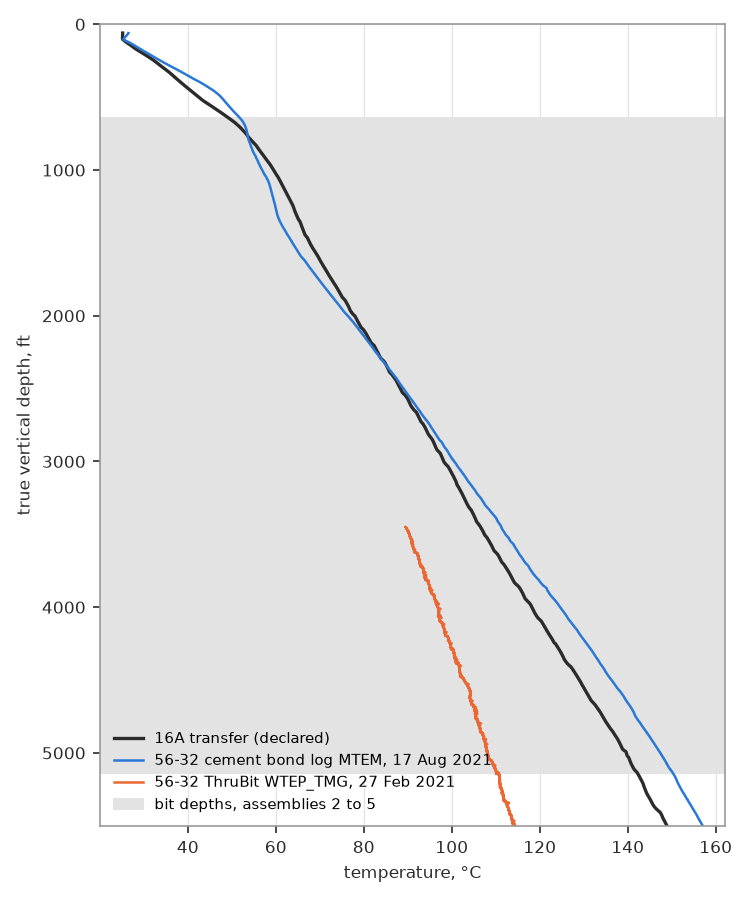 0
1000
2000
3000
4000
5000
true vertical depth, ft
16A transfer (declared)
56-32 cement bond log MTEM, 17 Aug 2021
56-32 ThruBit WTEP_TMG, 27 Feb 2021
bit depths, assemblies 2 to 5
40 60 80 100 120 140 160
temperature, °C